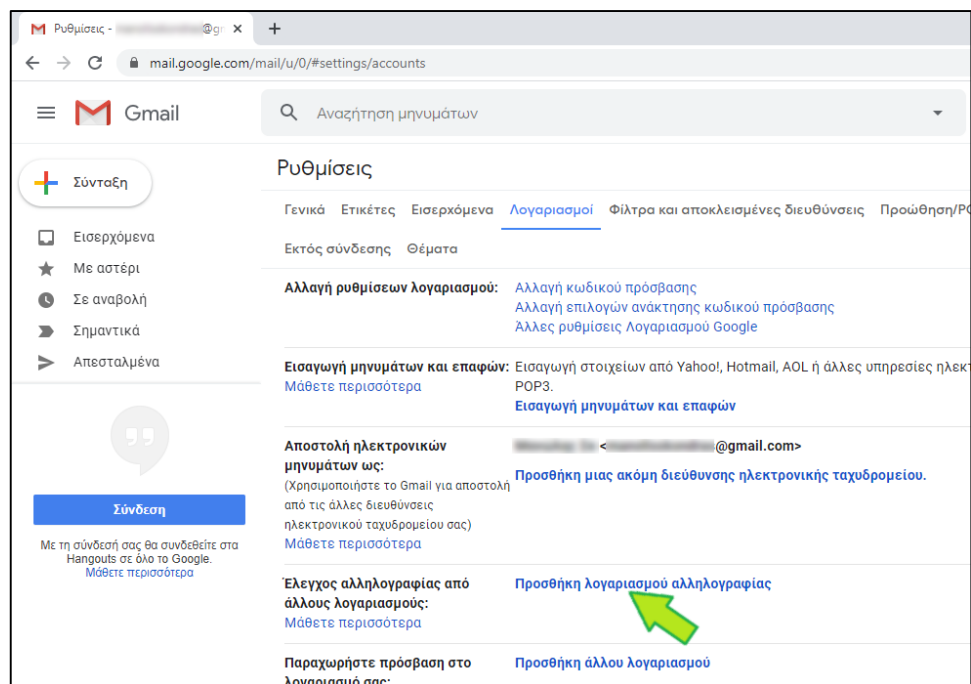 Ρυθμίσεις - @gr
mail.google.com/mail/u/0/#settings/accounts
Gmail
Αναζήτηση μηνυμάτων
Σύνταξη
Εισερχόμενα
Με αστέρι
Σε αναβολή
Σημαντικά
Απεσταλμένα
Σύνδεση
Με τη σύνδεσή σας θα συνδεθείτε στα
Hangouts σε όλο το Google.
Μάθετε περισσότερα
Ρυθμίσεις
Γενικά Ετικέτες Εισερχόμενα Λογαριασμοί Φίλτρα και αποκλεισμένες διευθύνσεις Προώθηση/PO
Εκτός σύνδεσης Θέματα
Αλλαγή ρυθμίσεων λογαριασμού: Αλλαγή κωδικού πρόσβασης
Αλλαγή επιλογών ανάκτησης κωδικού πρόσβασης
Άλλες ρυθμίσεις Λογαριασμού Google
Εισαγωγή μηνυμάτων και επαφών: Εισαγωγή στοιχείων από Yahoo!, Hotmail, AOL ή άλλες υπηρεσίες ηλεκτ
Μάθετε περισσότερα POP3.
Εισαγωγή μηνυμάτων και επαφών
Αποστολή ηλεκτρονικών < @gmail.com>
μηνυμάτων ως:
Προσθήκη μιας ακόμη διεύθυνσης ηλεκτρονικής ταχυδρομείου.
(Χρησιμοποιήστε το Gmail για αποστολή
από τις άλλες διευθύνσεις
ηλεκτρονικού ταχυδρομείου σας)
Μάθετε περισσότερα
Έλεγχος αλληλογραφίας από Προσθήκη λογαριασμού αλληλογραφίας
άλλους λογαριασμούς:
Μάθετε περισσότερα
Παραχωρήστε πρόσβαση στο Προσθήκη άλλου λογαριασμού
λογαριασμό σας: